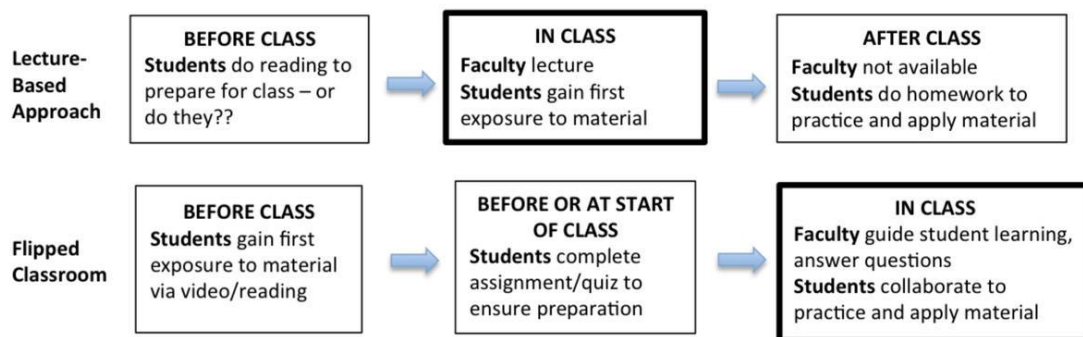 Lecture-
Based
Approach
BEFORE CLASS
Students do reading to
prepare for class – or
do they??
IN CLASS
Faculty lecture
Students gain first
exposure to material
AFTER CLASS
Faculty not available
Students do homework to
practice and apply material
Flipped
Classroom
BEFORE CLASS
Students gain first
exposure to material
via video/reading
BEFORE OR AT START
OF CLASS
Students complete
assignment/quiz to
ensure preparation
IN CLASS
Faculty guide student learning,
answer questions
Students collaborate to
practice and apply material